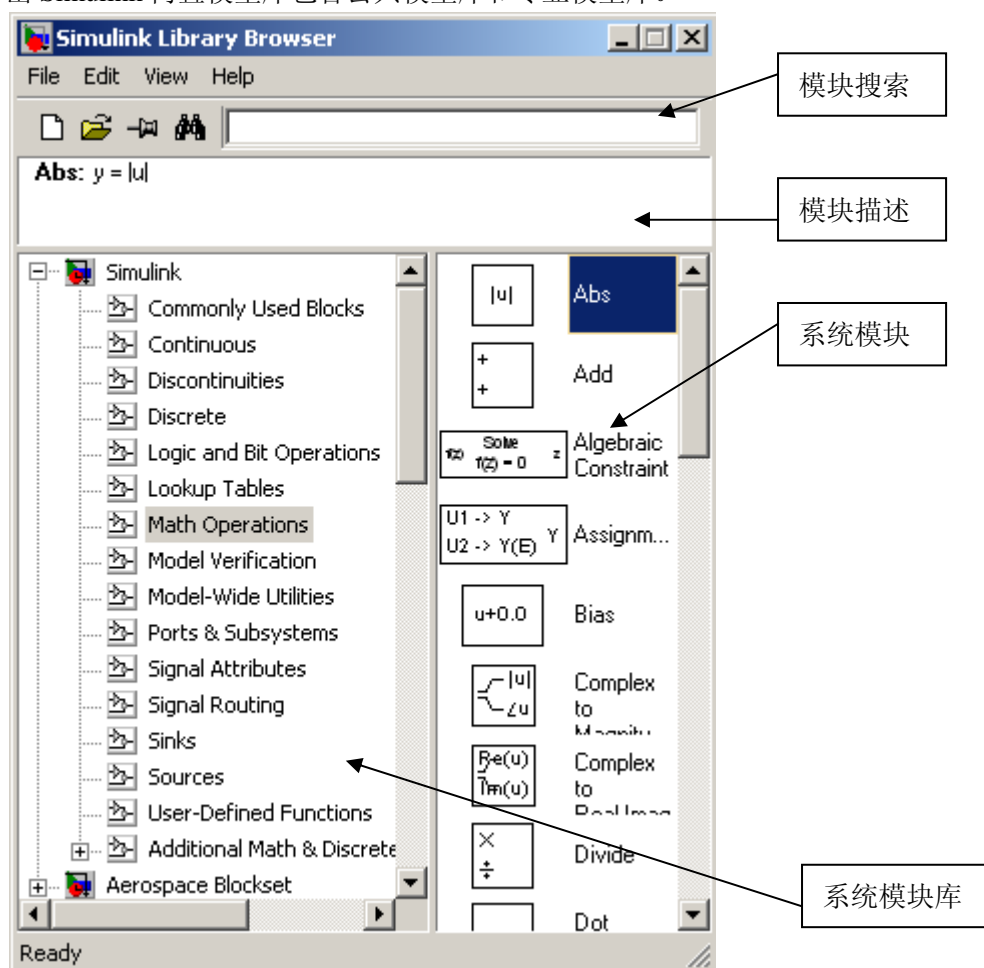 Simulink Library Browser
File Edit View Help
模块搜索
Abs: y = |u|
模块描述
Simulink
Commonly Used Blocks
Continuous
Discontinuities
Discrete
Logic and Bit Operations
Lookup Tables
Math Operations
Model Verification
Model-Wide Utilities
Ports & Subsystems
Signal Attributes
Signal Routing
Sinks
Sources
User-Defined Functions
Additional Math & Discrete
Aerospace Blockset
|u|
Abs
系统模块
+
+
Add
f(z) Solve
f(z) = 0 z
Algebraic
Constraint
U1 -> Y
U2 -> Y(E) Y
Assignm...
u+0.0
Bias
|u|
∠u
Complex
to
Re(u)
Im(u)
Complex
to
×
÷
Divide
系统模块库
Dot
Ready